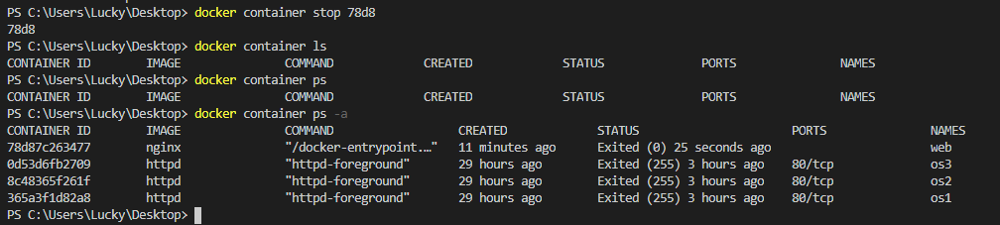 PS C:\Users\Lucky\Desktop> docker container stop 78d8
78d8
PS C:\Users\Lucky\Desktop> docker container ls
CONTAINER ID   IMAGE   COMMAND   CREATED   STATUS   PORTS   NAMES
PS C:\Users\Lucky\Desktop> docker container ps
CONTAINER ID   IMAGE   COMMAND   CREATED   STATUS   PORTS   NAMES
PS C:\Users\Lucky\Desktop> docker container ps -a
CONTAINER ID   IMAGE   COMMAND   CREATED   STATUS   PORTS   NAMES
78d87c263477   nginx   "/docker-entrypoint.…"   11 minutes ago   Exited (0) 25 seconds ago   web
0d53d6fb2709   httpd   "httpd-foreground"   29 hours ago   Exited (255) 3 hours ago   80/tcp   os3
8c48365f261f   httpd   "httpd-foreground"   29 hours ago   Exited (255) 3 hours ago   80/tcp   os2
365a3f1d82a8   httpd   "httpd-foreground"   29 hours ago   Exited (255) 3 hours ago   80/tcp   os1
PS C:\Users\Lucky\Desktop>